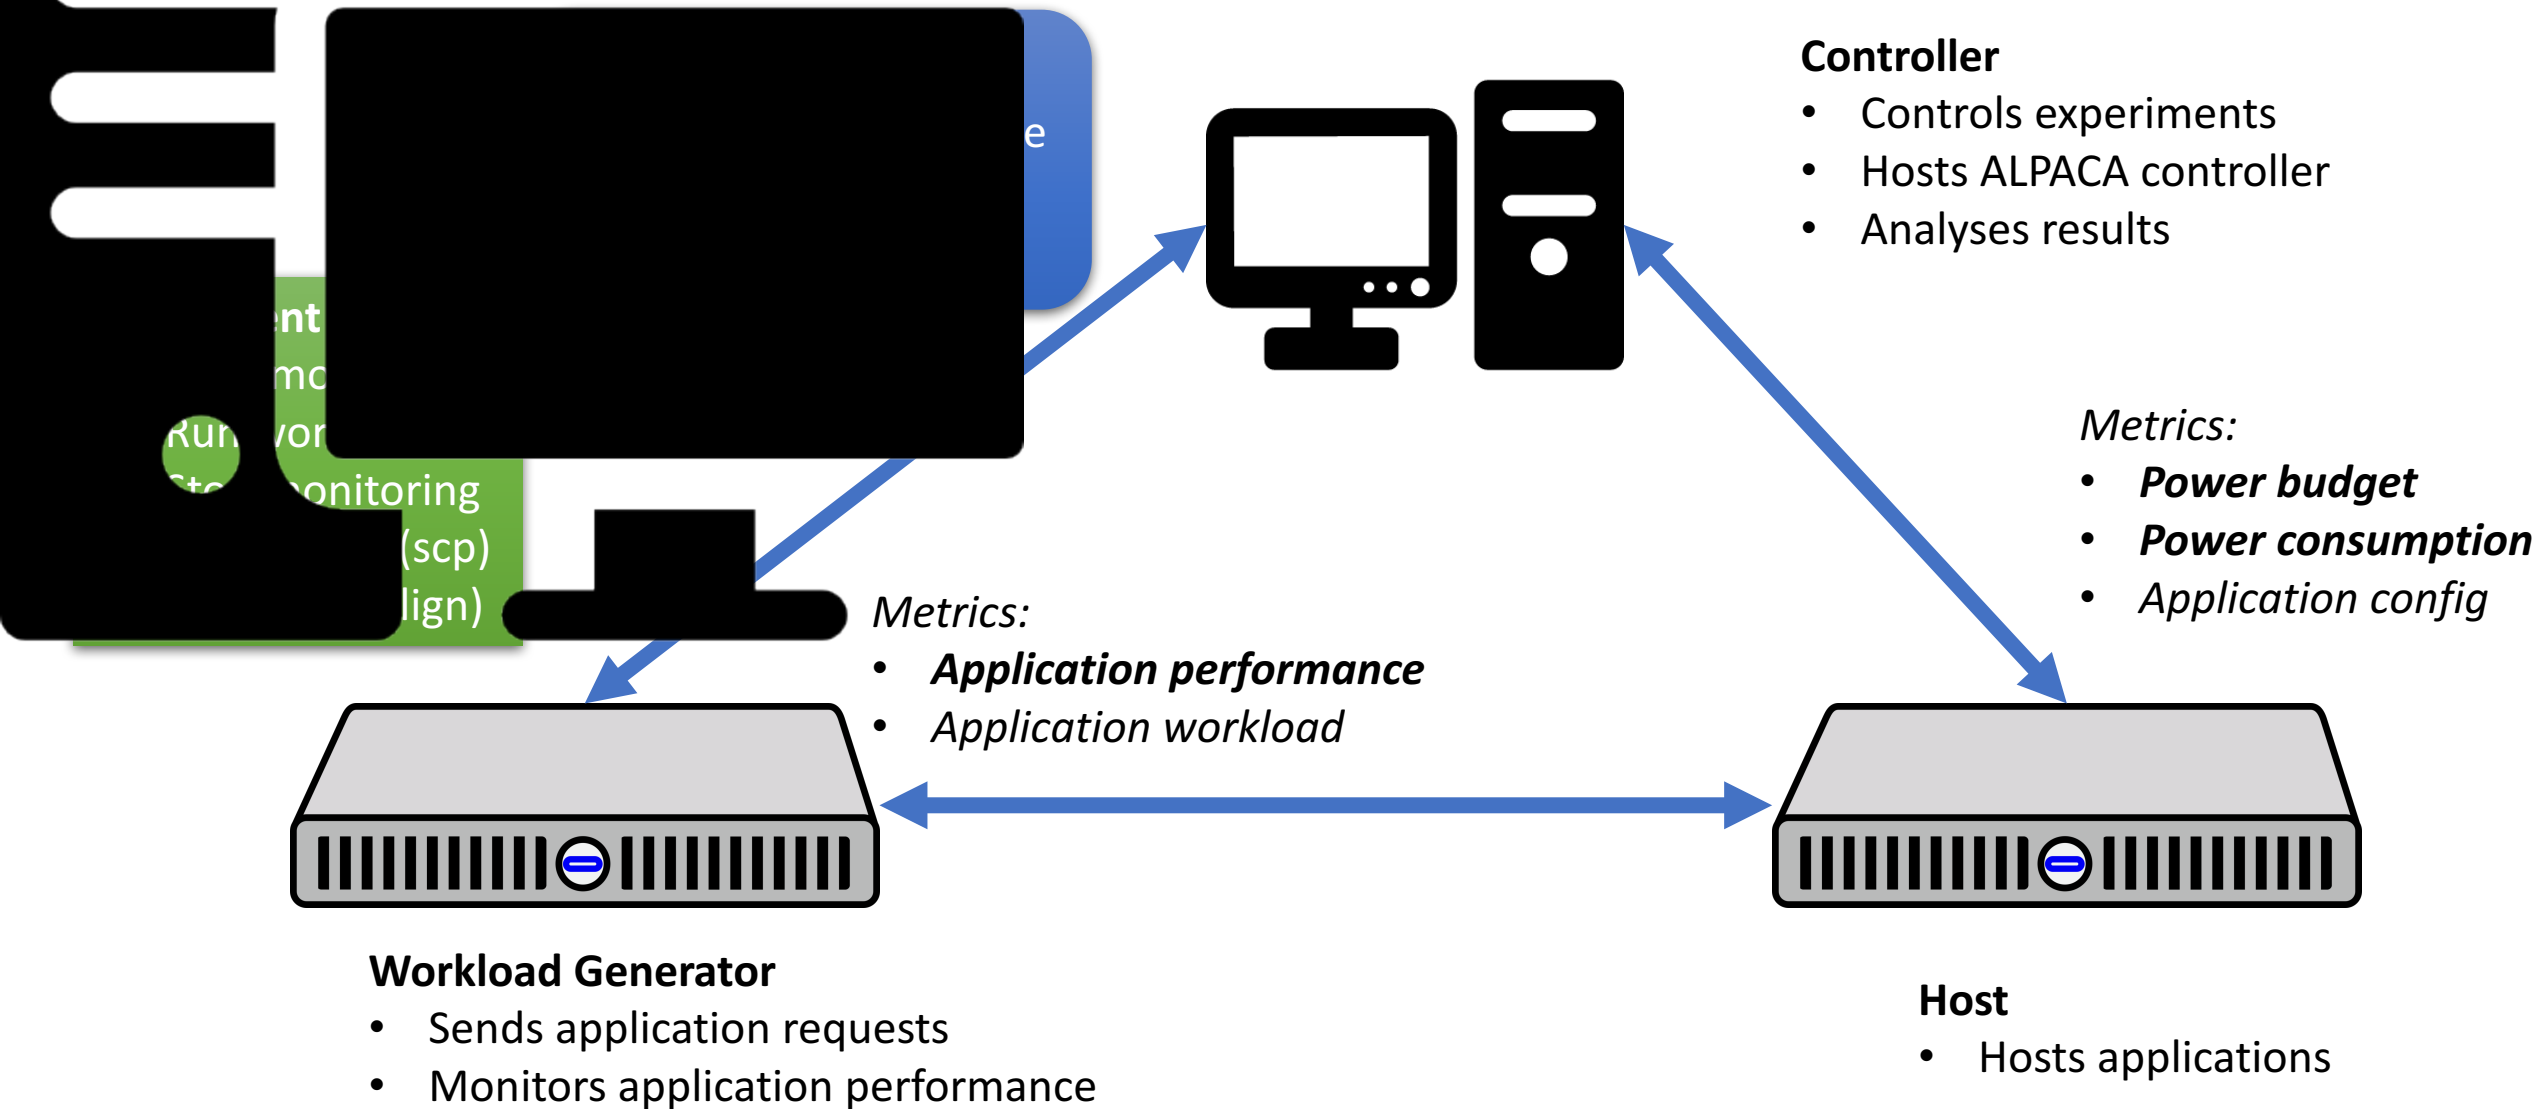 Controller
• Controls experiments
• Hosts ALPACA controller
• Analyses results
Metrics:
• Power budget
• Power consumption
• Application config
onitoring
(scp)
lign)
Metrics:
• Application performance
• Application workload
Workload Generator
• Sends application requests
• Monitors application performance
Host
• Hosts applications